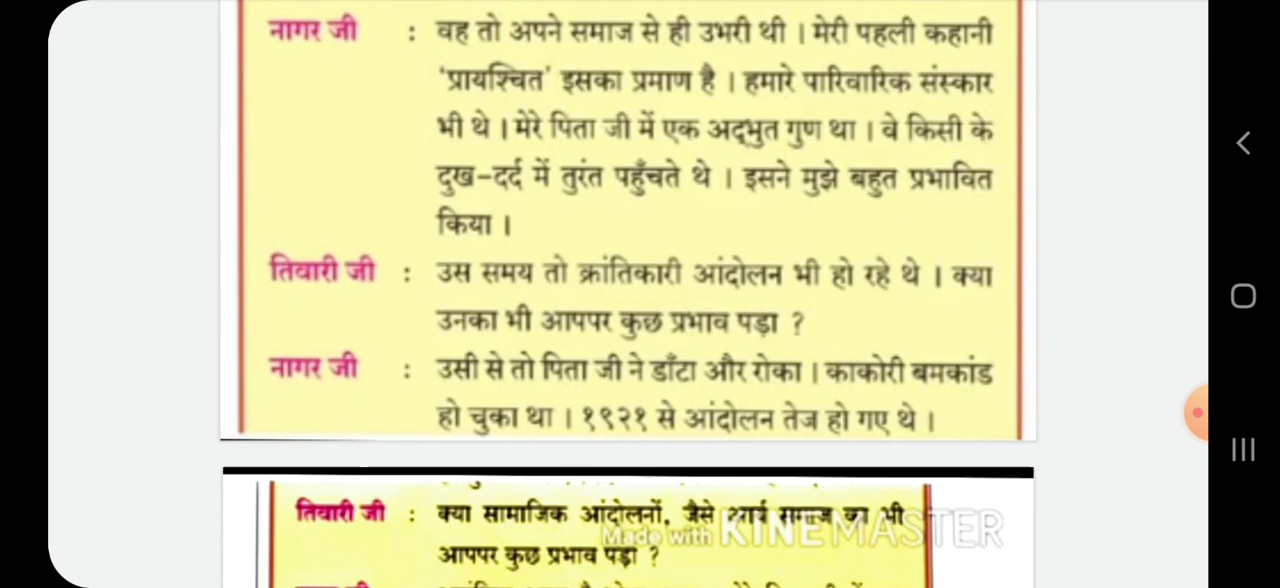 नागर जी : वह तो अपने समाज से ही उभरी थी । मेरी पहली कहानी
‘प्रायश्चित’ इसका प्रमाण है । हमारे पारिवारिक संस्कार
भी थे । मेरे पिता जी में एक अद्भुत गुण था । वे किसी के
दुख-दर्द में तुरंत पहुँचते थे । इसने मुझे बहुत प्रभावित
किया ।
तिवारी जी : उस समय तो क्रांतिकारी आंदोलन भी हो रहे थे । क्या
उनका भी आपपर कुछ प्रभाव पड़ा ?
नागर जी : उसी से तो पिता जी ने डाँटा और रोका । काकोरी बमकांड
हो चुका था । १९२१ से आंदोलन तेज हो गए थे ।
तिवारी जी : क्या सामाजिक आंदोलनों, जैसे आर्य समाज का भी
आपपर कुछ प्रभाव पड़ा ?
Made with KINEMASTER